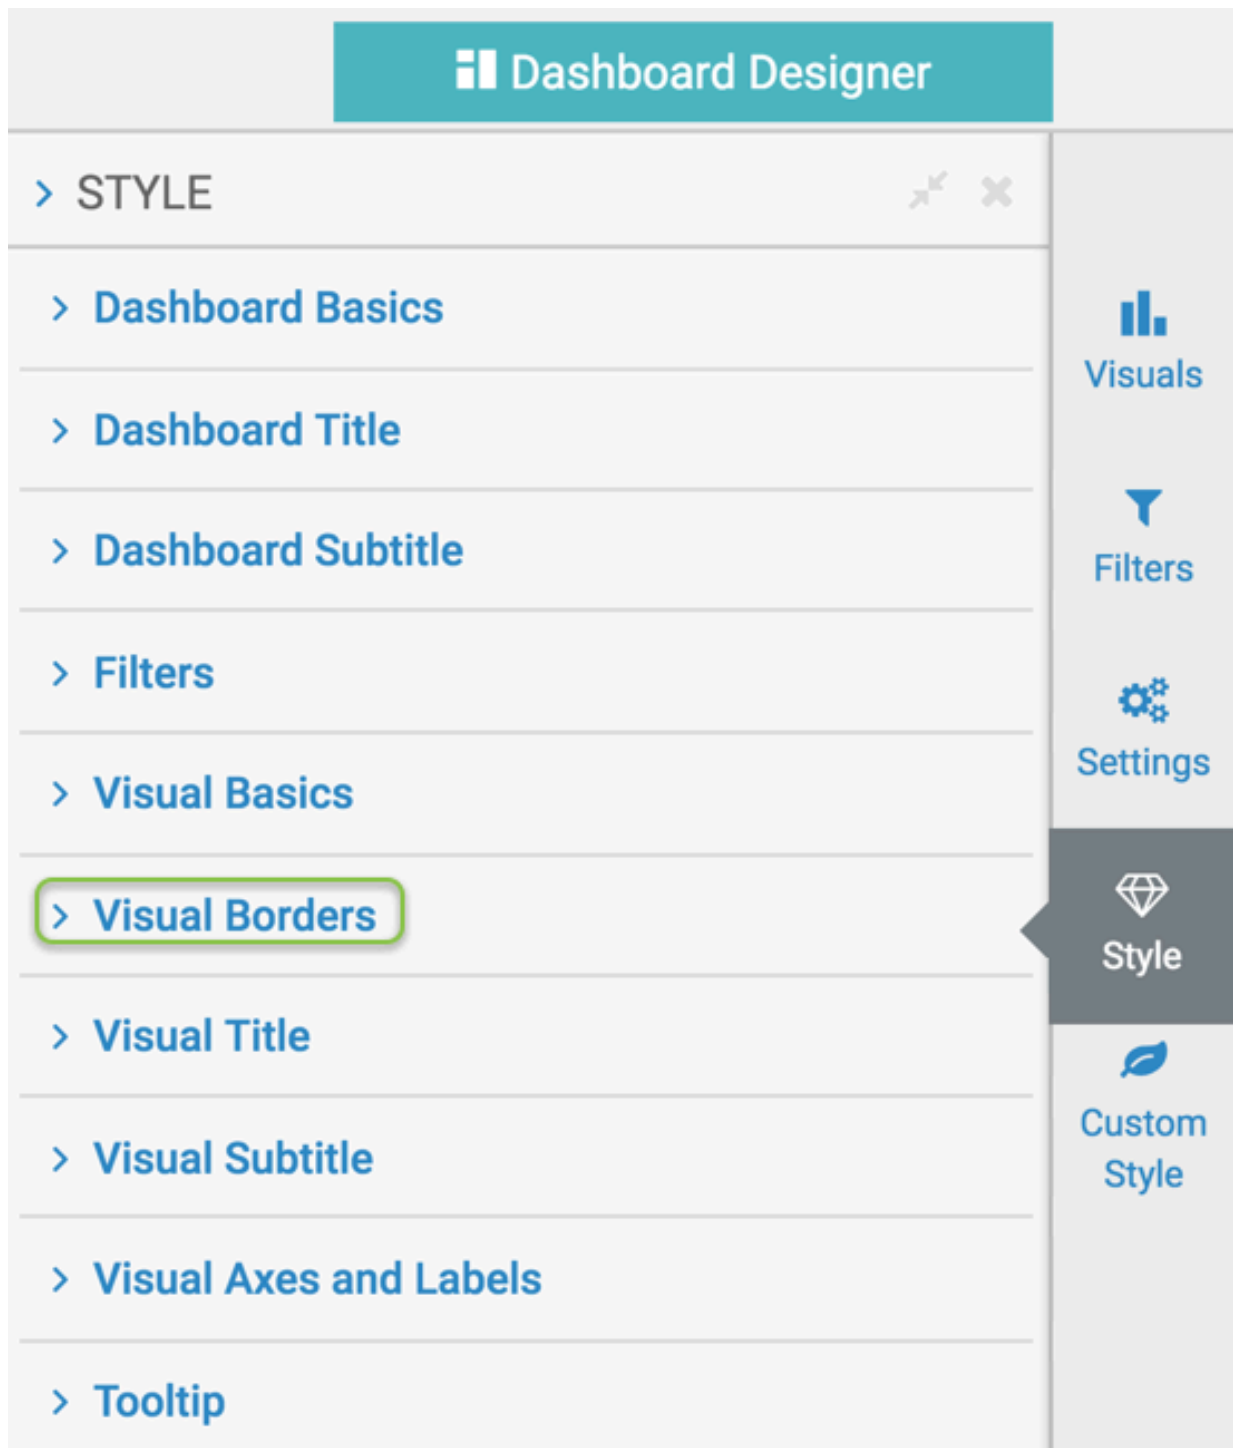 Dashboard Designer
STYLE
Dashboard Basics
Dashboard Title
Dashboard Subtitle
Filters
Visual Basics
Visual Borders
Visual Title
Visual Subtitle
Visual Axes and Labels
Tooltip
Visuals
Filters
Settings
Style
Custom
Style